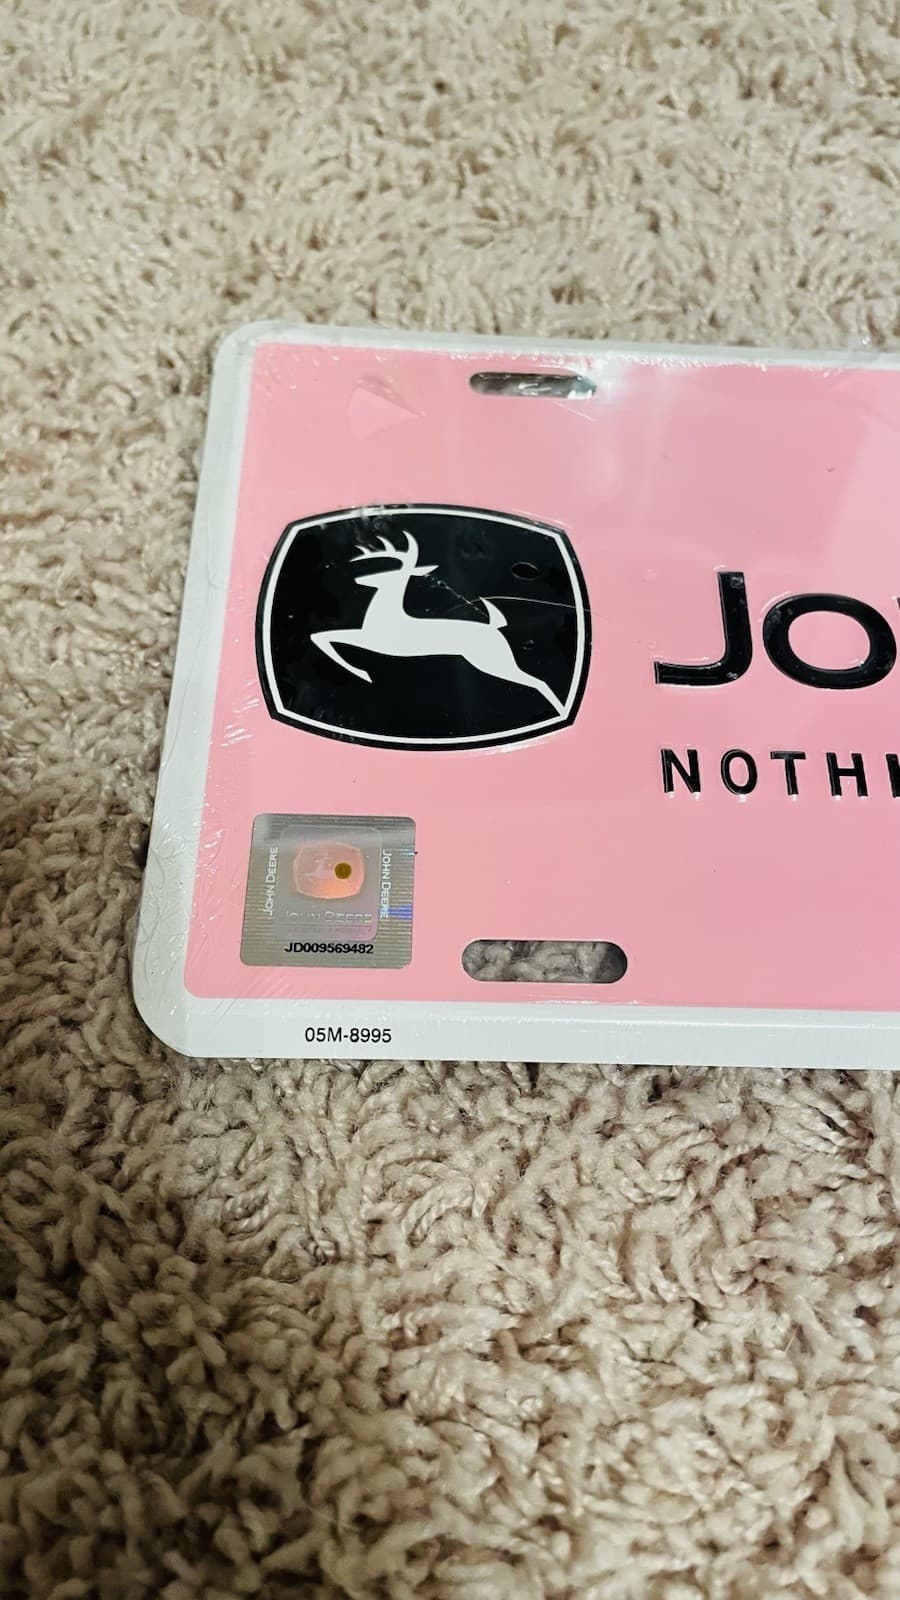 Jo
NOTHI
JOHN DEERE
JOHN DEERE
JOHN DEERE
JD009569482
05M-8995